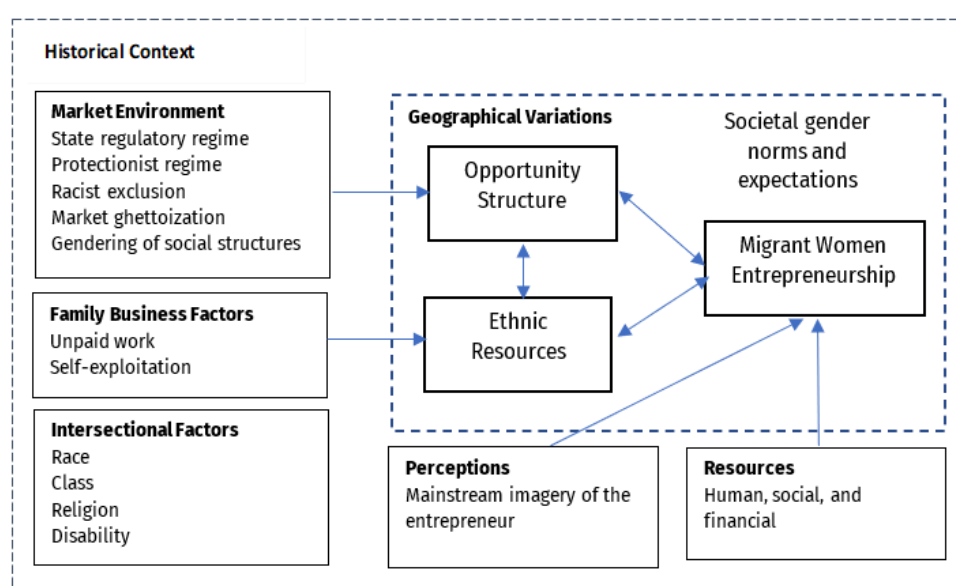 Historical Context
Market Environment
State regulatory regime
Protectionist regime
Racist exclusion
Market ghettoization
Gendering of social structures
Family Business Factors
Unpaid work
Self-exploitation
Intersectional Factors
Race
Class
Religion
Disability
Geographical Variations
Societal gender
norms and
expectations
Opportunity
Structure
Migrant Women
Entrepreneurship
Ethnic
Resources
Perceptions
Mainstream imagery of the
entrepreneur
Resources
Human, social, and
financial